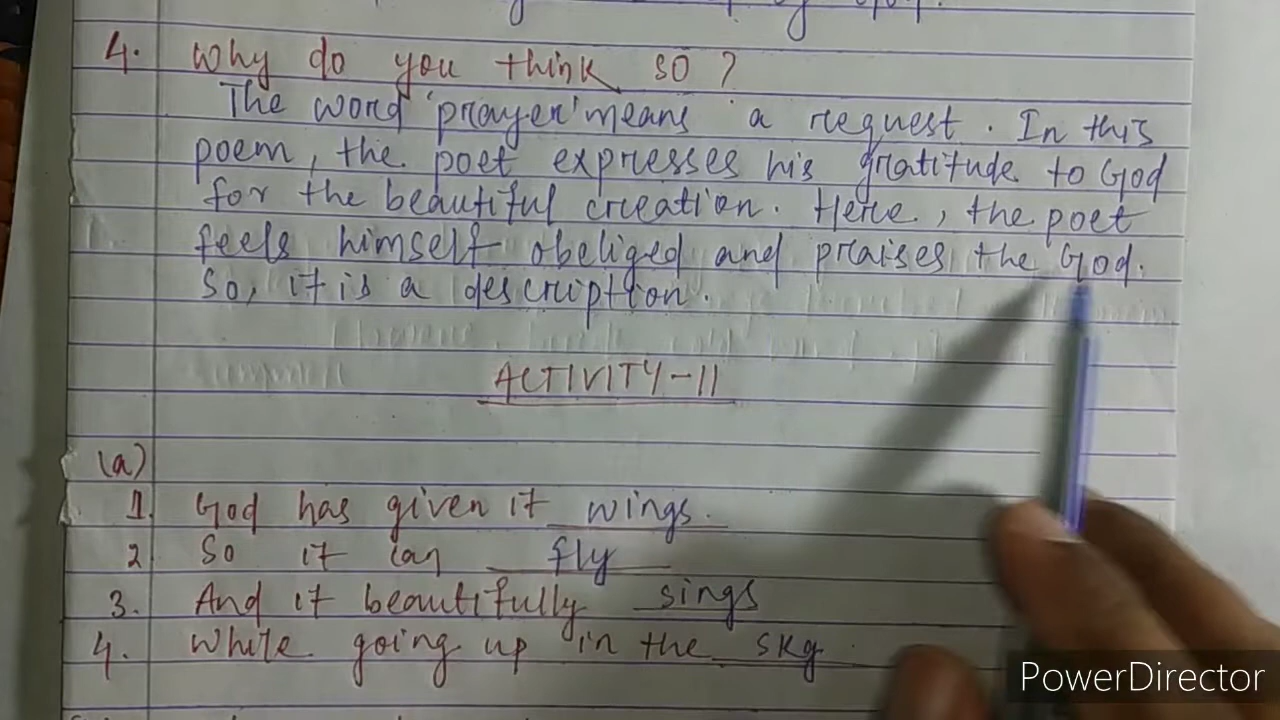 4. Why do you think so ?
The word 'prayer' means a request. In this
poem, the poet expresses his gratitude to God
for the beautiful creation. Here, the poet
feels himself obeliged and praises the God.
So, it is a description.
ACTIVITY-II
(a)
1. God has given it wings.
2 So it can fly
3. And it beautifully sings
4. While going up in the sky.
PowerDirector